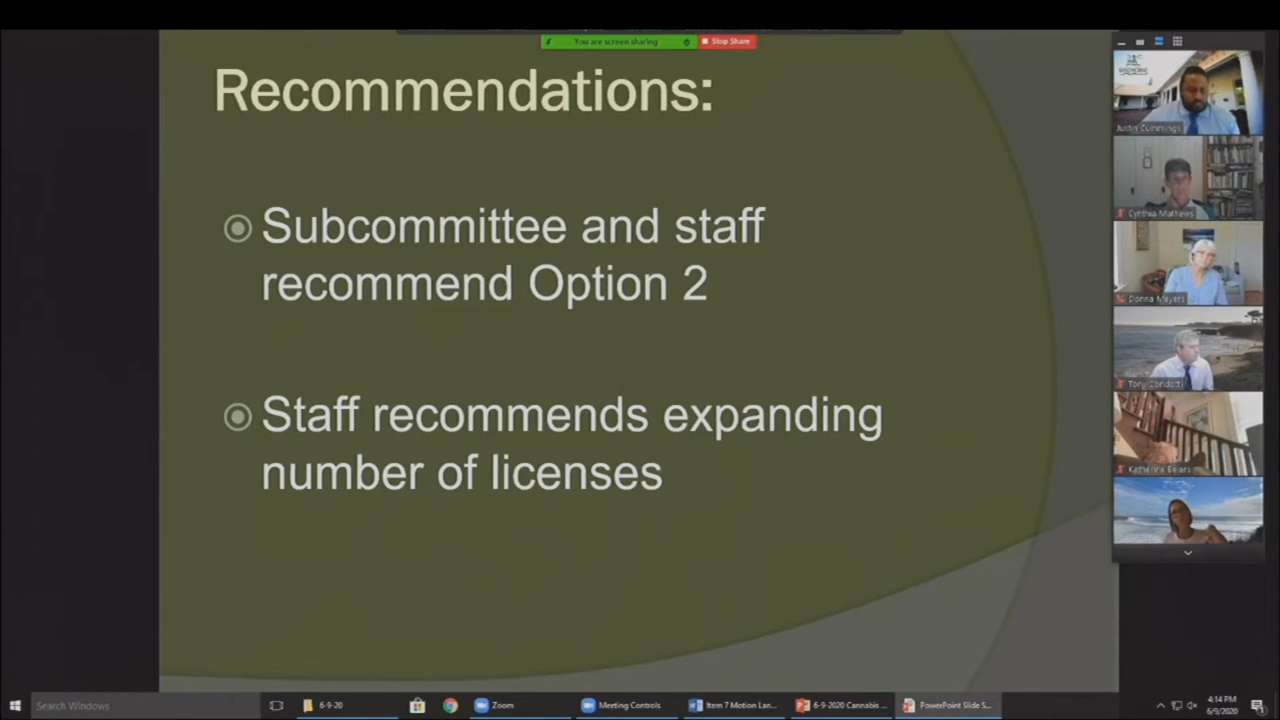 You are screen sharing
Stop Share
Recommendations:
Subcommittee and staff
recommend Option 2
Staff recommends expanding
number of licenses
Justin Cummings
Cynthia Mathews
Donna Meyers
Tony Condotti
Katherine Beiers
Search Windows
6-9-20
Zoom
Meeting Controls
Item 7 Motion Lan...
6-9-2020 Cannabis ...
PowerPoint Slide S...
4:14 PM
6/9/2020